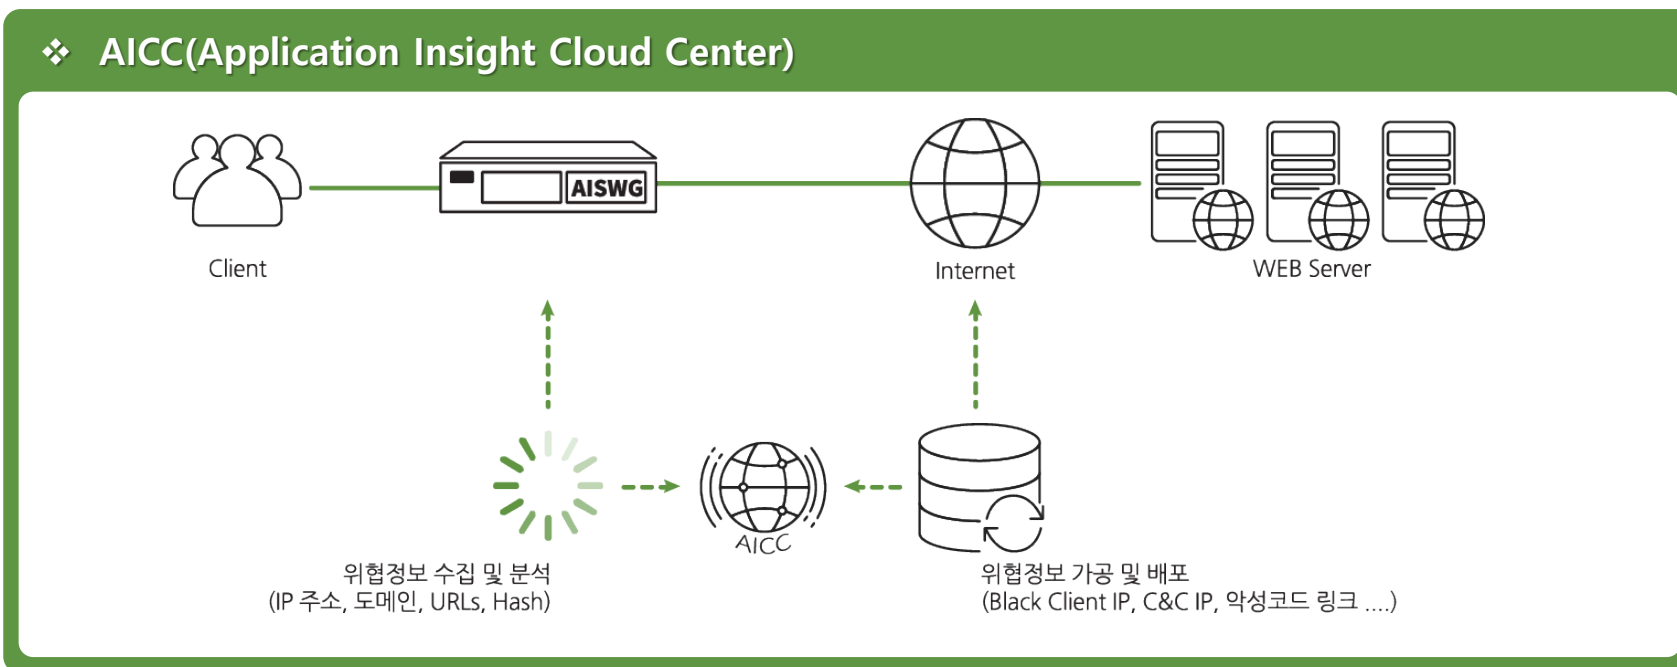 ❖ AICC(Application Insight Cloud Center)
AISWG
Client
Internet
WEB Server
AICC
위협정보 수집 및 분석
(IP 주소, 도메인, URLs, Hash)
위협정보 가공 및 배포
(Black Client IP, C&C IP, 악성코드 링크 ....)